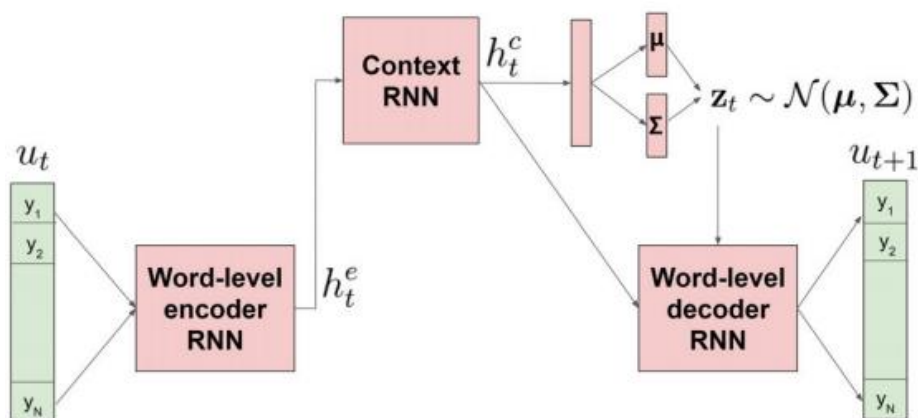 u_t
y_1
y_2
y_N
Word-level
encoder
RNN
h_t^e
Context
RNN
h_t^c
μ
Σ
z_t ∼ N(μ, Σ)
Word-level
decoder
RNN
u_{t+1}
y_1
y_2
y_N